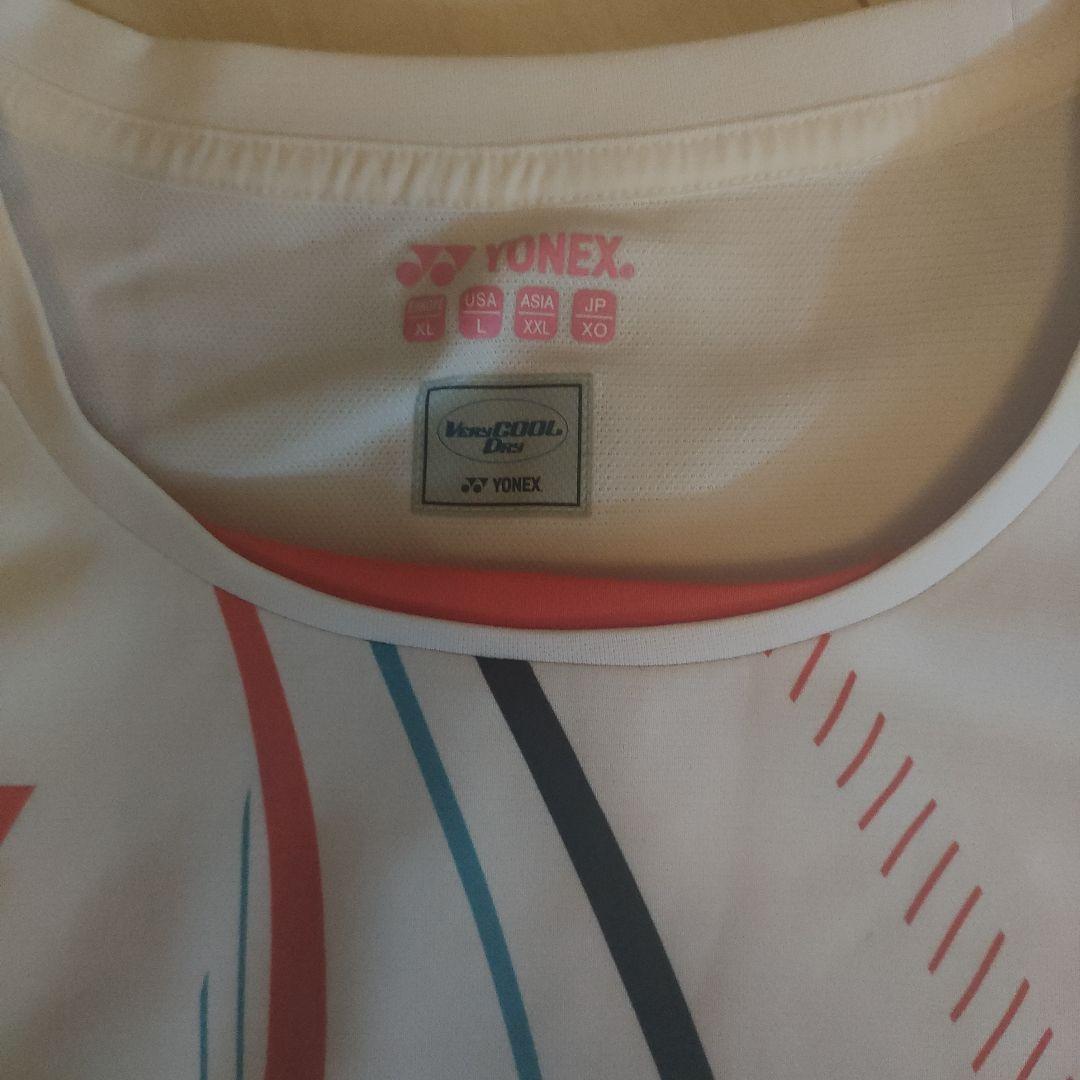 YONEX
XL
USA
L
ASIA
XXL
JP
XO
VERYCOOL
DRY
YONEX